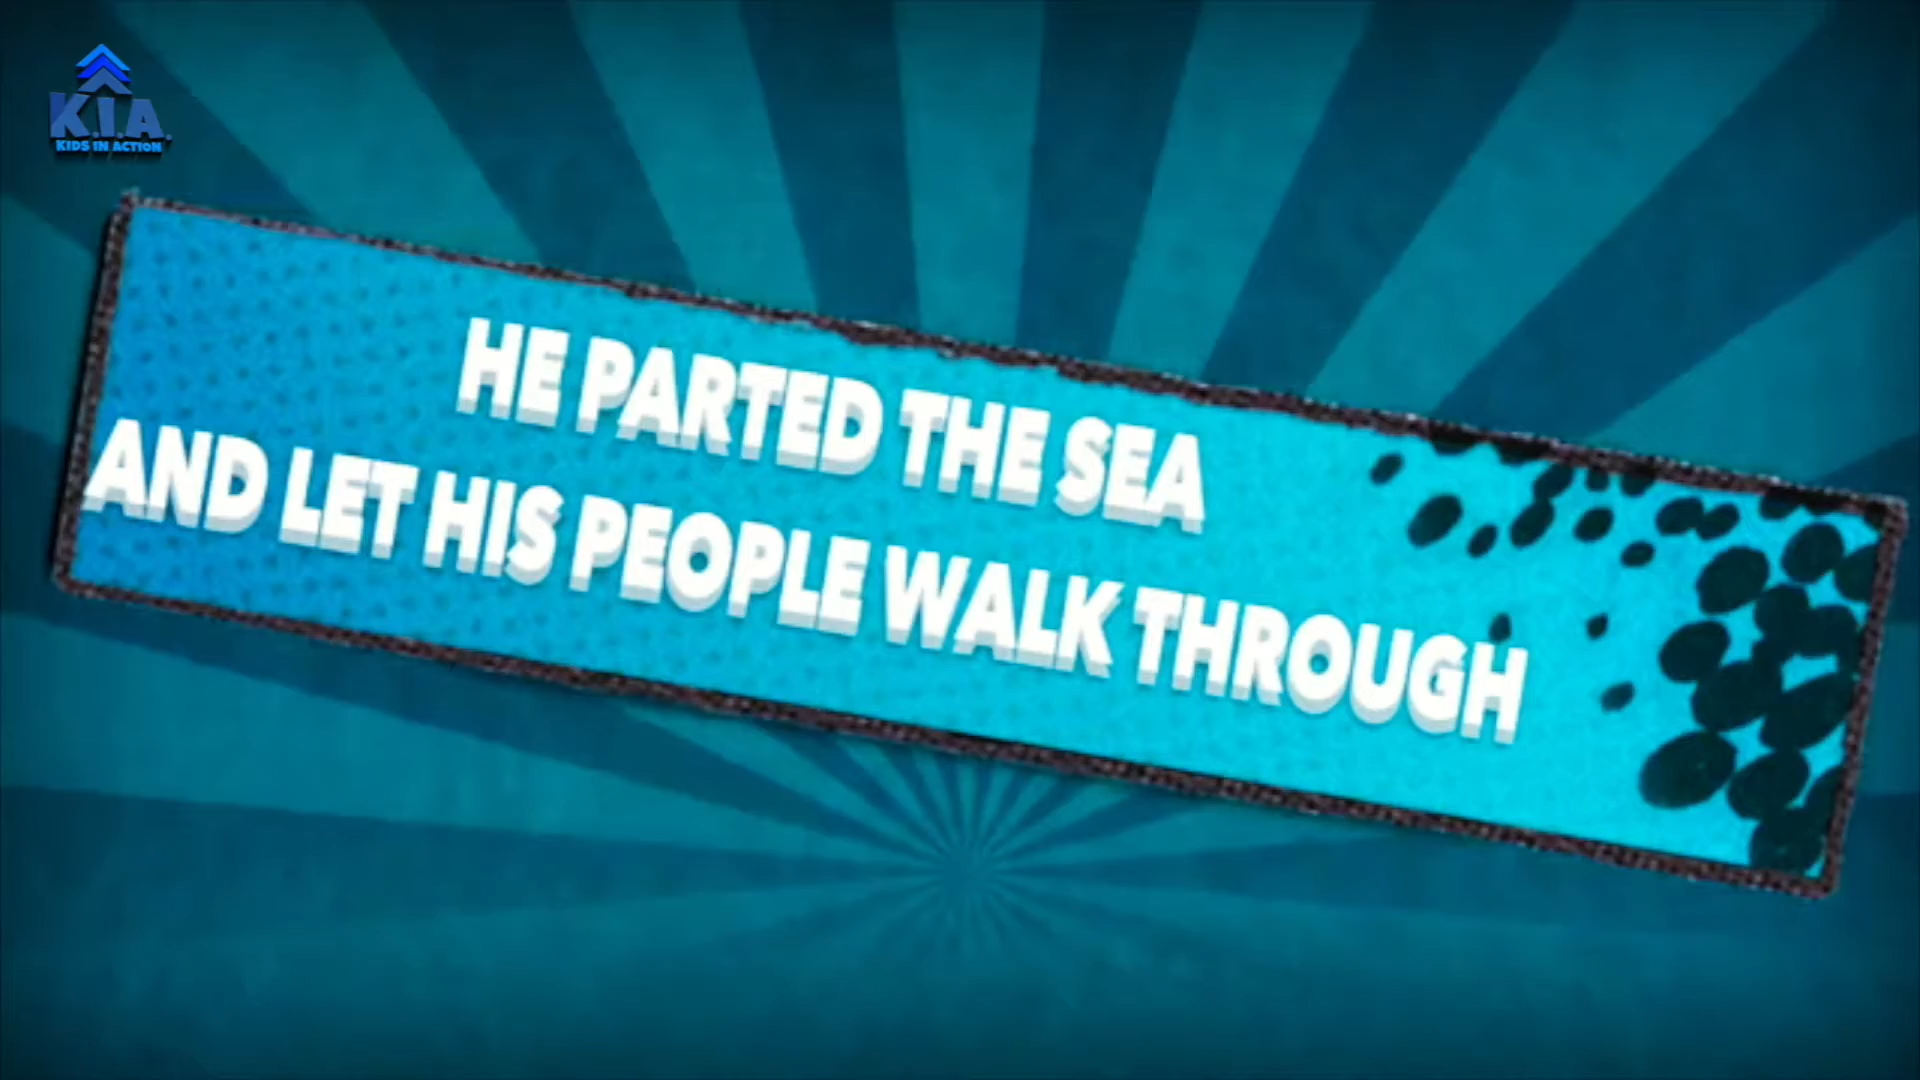 K.I.A.
KIDS IN ACTION
HE PARTED THE SEA
AND LET HIS PEOPLE WALK THROUGH